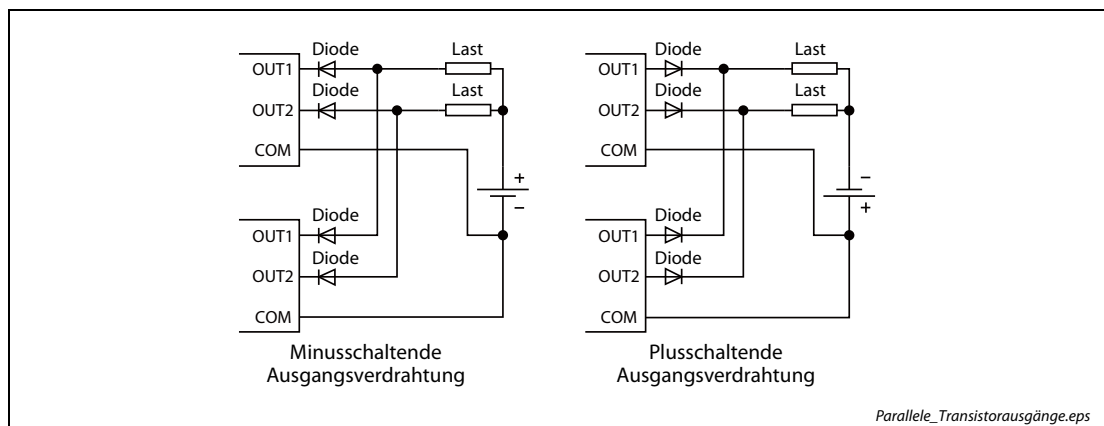 Diode Last
OUT1
Diode Last
OUT2
COM
+
−
Diode
OUT1
Diode
OUT2
COM
Minusschaltende
Ausgangsverdrahtung
Diode Last
OUT1
Diode Last
OUT2
COM
−
+
Diode
OUT1
Diode
OUT2
COM
Plusschaltende
Ausgangsverdrahtung
Parallele_Transistorausgänge.eps